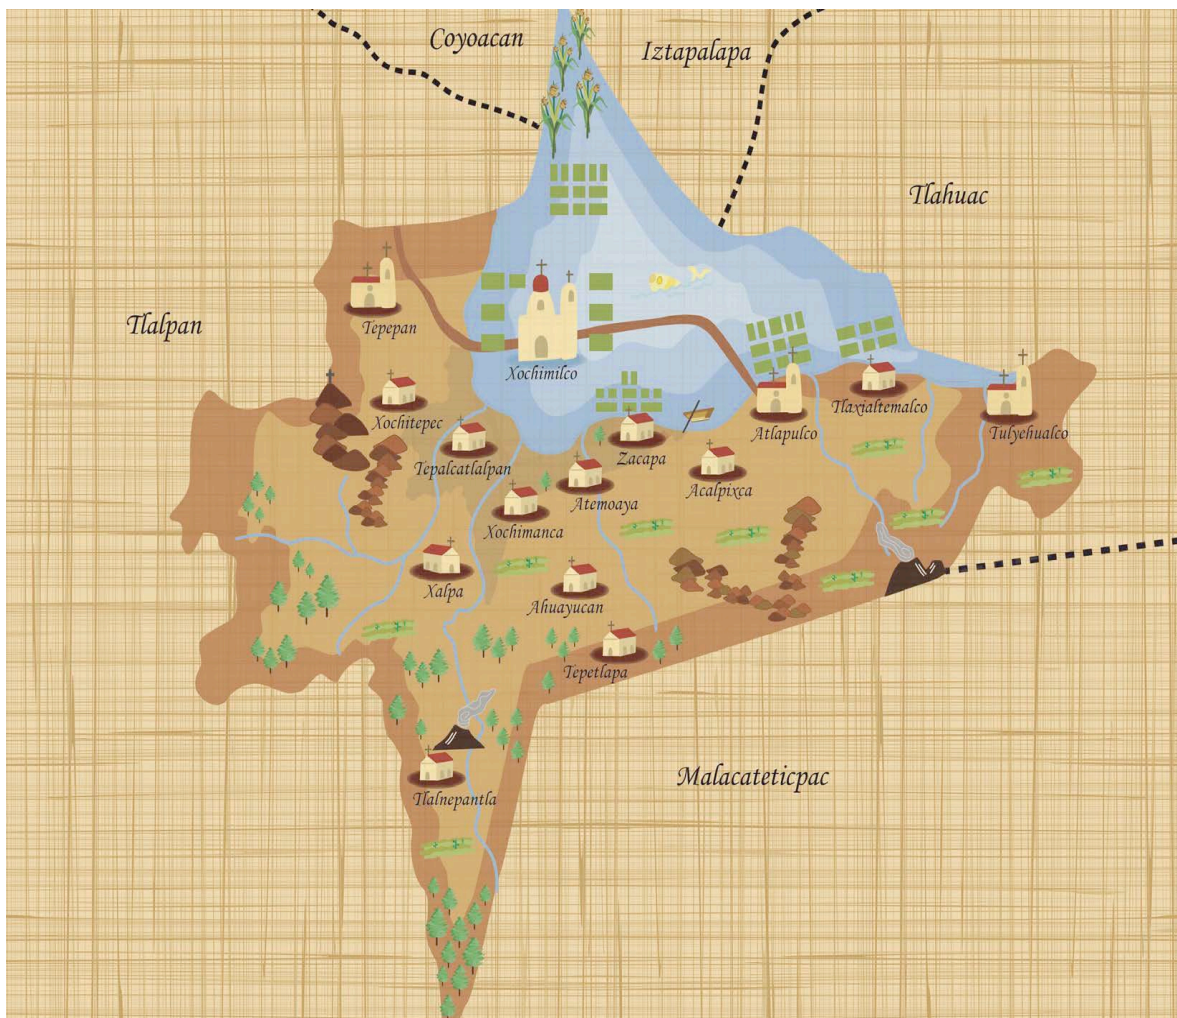 Coyoacan
Iztapalapa
Tlahuac
Tlalpan
Tepepan
Xochimilco
Xochitepec
Tlaxialtemalco
Atlapulco
Tulyehualco
Zacapa
Tepalcatlalpan
Acalpixca
Atemoaya
Xochimanca
Xalpa
Ahuayucan
Tepetlapa
Malacateticpac
Tlalnepantla